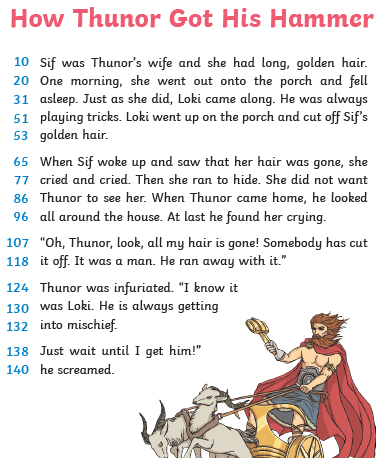 How Thunor Got His Hammer
10 Sif was Thunor's wife and she had long, golden hair.
20 One morning, she went out onto the porch and fell
31 asleep. Just as she did, Loki came along. He was always
51 playing tricks. Loki went up on the porch and cut off Sif's
53 golden hair.
65 When Sif woke up and saw that her hair was gone, she
77 cried and cried. Then she ran to hide. She did not want
86 Thunor to see her. When Thunor came home, he looked
96 all around the house. At last he found her crying.
107 “Oh, Thunor, look, all my hair is gone! Somebody has cut
118 it off. It was a man. He ran away with it.”
124 Thunor was infuriated. “I know it
130 was Loki. He is always getting
132 into mischief.
138 Just wait until I get him!”
140 he screamed.